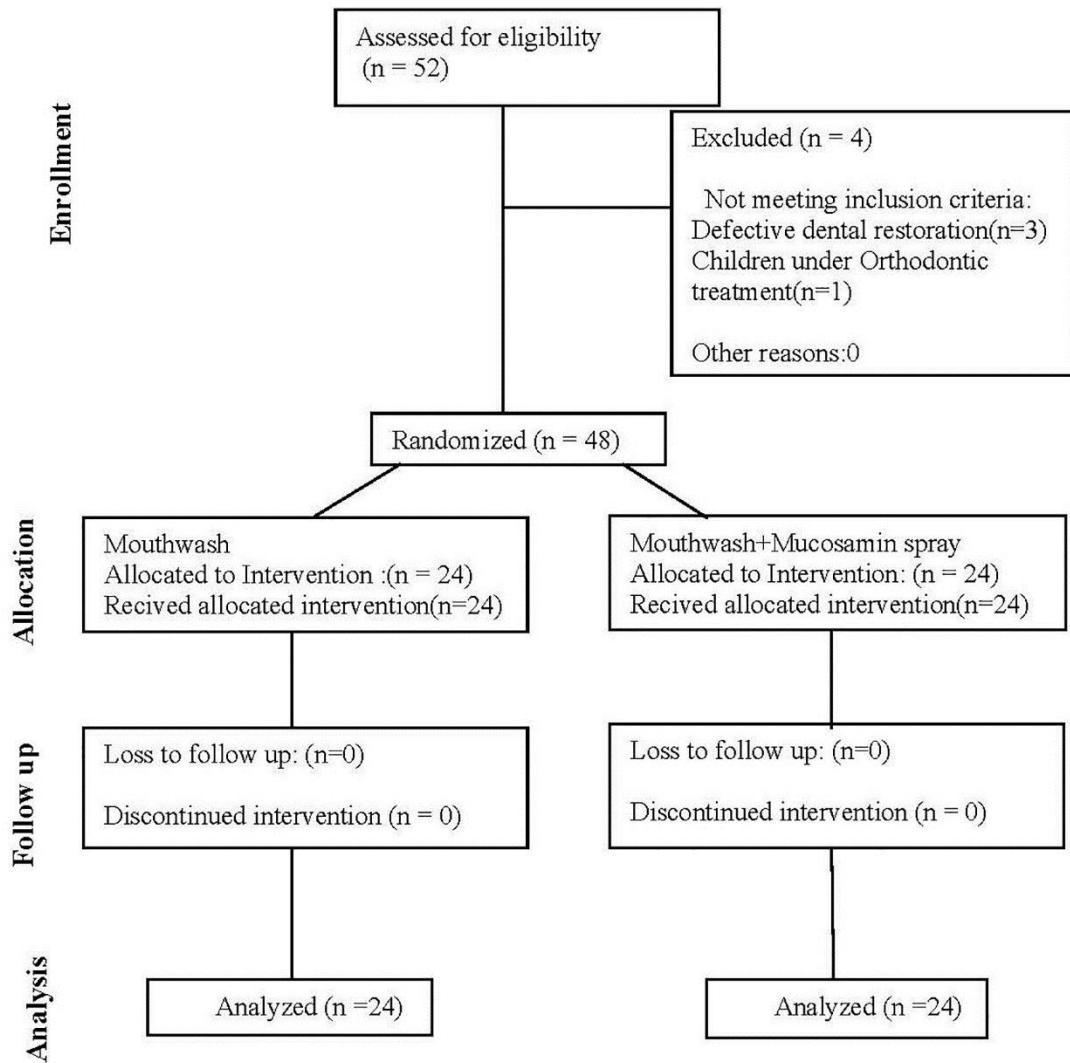 Assessed for eligibility
(n = 52)
Enrollment
Excluded (n = 4)
Not meeting inclusion criteria:
Defective dental restoration(n=3)
Children under Orthodontic
treatment(n=1)
Other reasons:0
Randomized (n = 48)
Allocation
Mouthwash
Allocated to Intervention :(n = 24)
Recived allocated intervention(n=24)
Mouthwash+Mucosamin spray
Allocated to Intervention: (n = 24)
Recived allocated intervention(n=24)
Follow up
Loss to follow up: (n=0)
Discontinued intervention (n = 0)
Loss to follow up: (n=0)
Discontinued intervention (n = 0)
Analysis
Analyzed (n =24)
Analyzed (n =24)